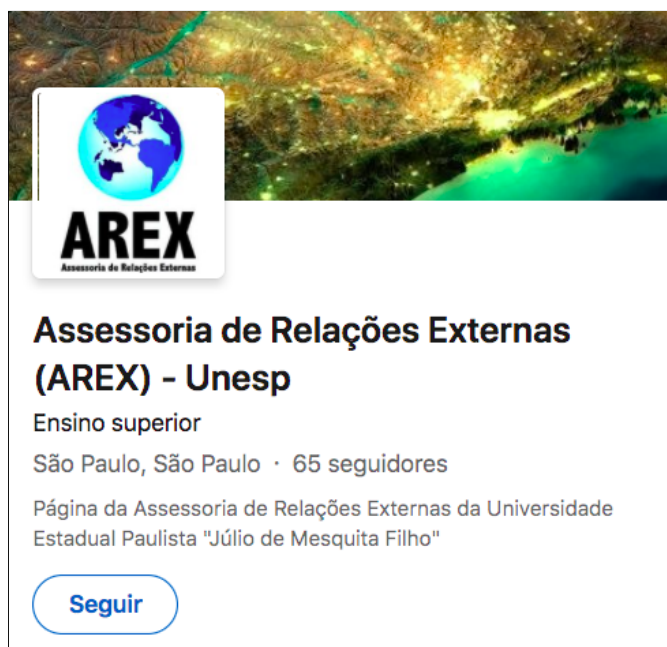 AREX
Assessoria de Relações Externas
Assessoria de Relações Externas
(AREX) - Unesp
Ensino superior
São Paulo, São Paulo · 65 seguidores
Página da Assessoria de Relações Externas da Universidade
Estadual Paulista "Júlio de Mesquita Filho"
Seguir